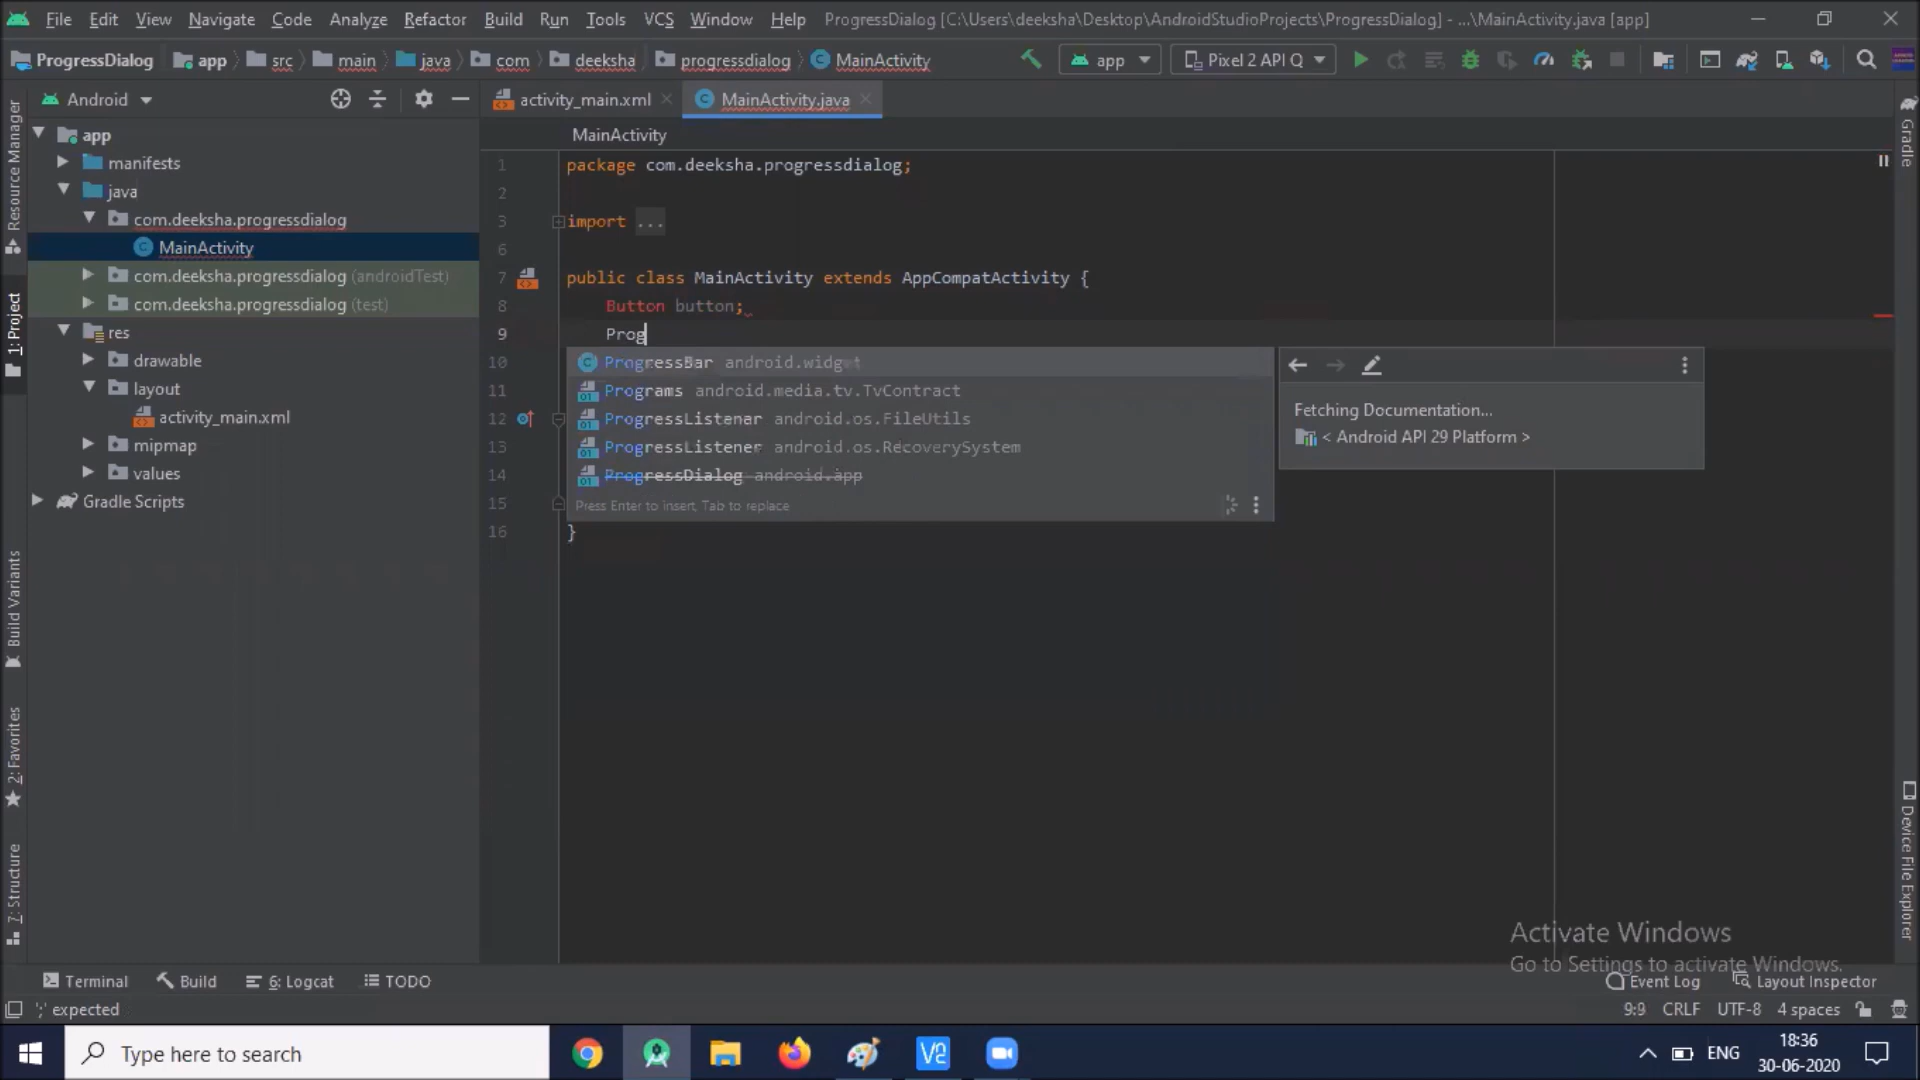 File Edit View Navigate Code Analyze Refactor Build Run Tools VCS Window Help ProgressDialog [C:\Users\deeksha\Desktop\AndroidStudioProjects\ProgressDialog] - ...\MainActivity.java [app]
ProgressDialog app src main java com deeksha progressdialog MainActivity app Pixel 2 API Q
Android activity_main.xml MainActivity.java
MainActivity
app
manifests
java
com.deeksha.progressdialog
MainActivity
com.deeksha.progressdialog (androidTest)
com.deeksha.progressdialog (test)
res
drawable
layout
activity_main.xml
mipmap
values
Gradle Scripts
Resource Manager
1: Project
Build Variants
2: Favorites
7: Structure
1 package com.deeksha.progressdialog;
2
3 import ...
6
7 public class MainActivity extends AppCompatActivity {
8 Button button;
9 Prog
10 ProgressBar android.widget
11 Programs android.media.tv.TvContract
12 ProgressListener android.os.FileUtils
13 ProgressListener android.os.RecoverySystem
14 ProgressDialog android.app
15 Press Enter to insert, Tab to replace
16 }
Fetching Documentation...
< Android API 29 Platform >
Gradle
Device File Explorer
Activate Windows
Go to Settings to activate Windows.
Terminal Build 6: Logcat TODO Event Log Layout Inspector
';' expected 9:9 CRLF UTF-8 4 spaces
Type here to search V2 ENG 18:36
30-06-2020